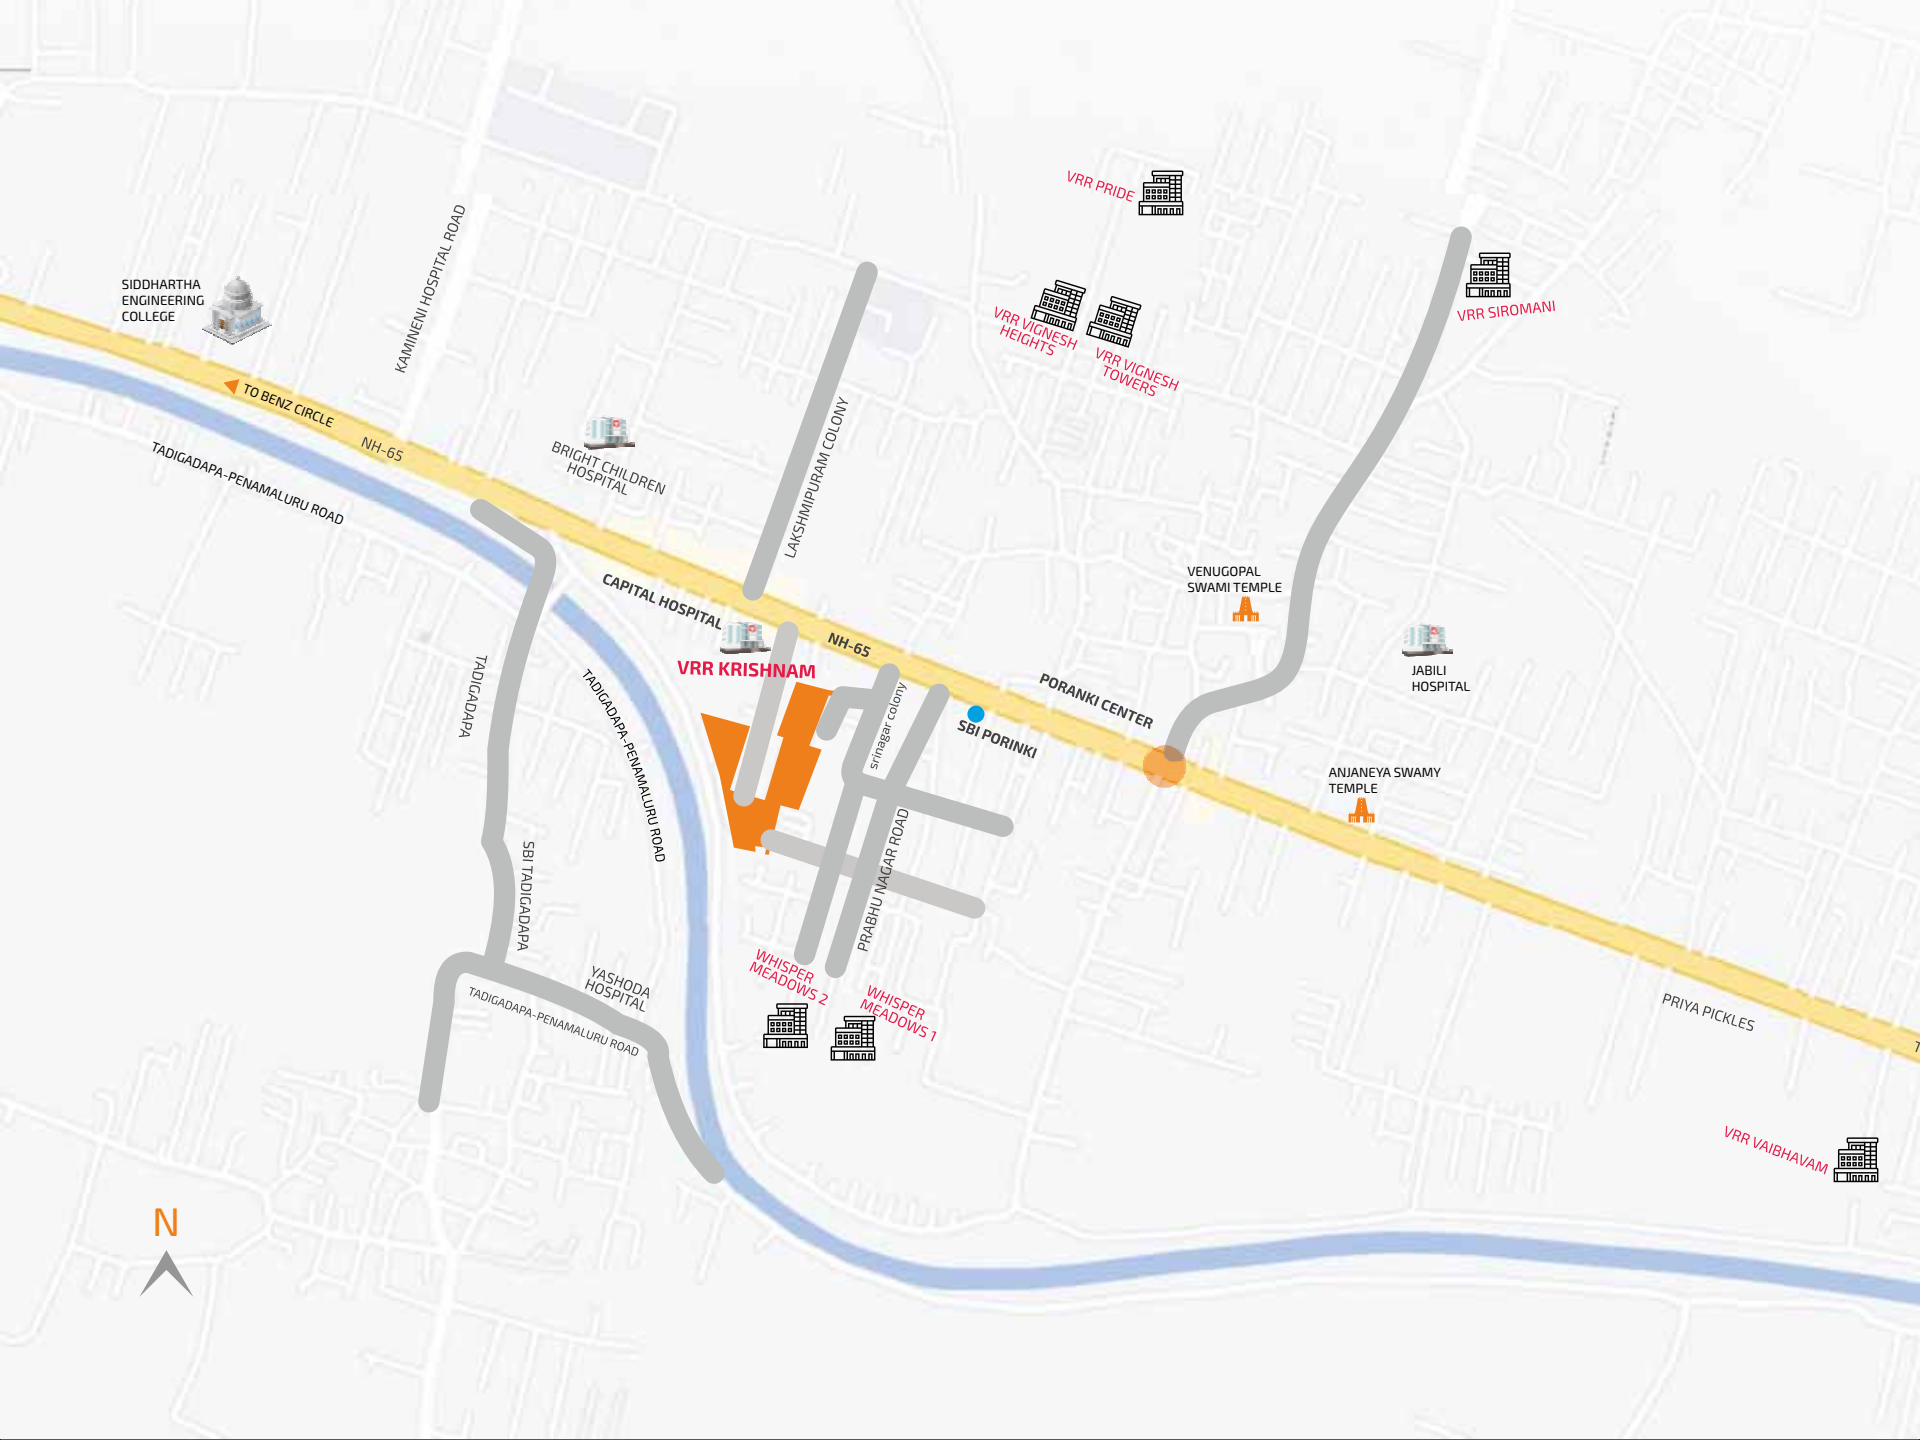 VRR PRIDE
KAMINENI HOSPITAL ROAD
SIDDHARTHA
ENGINEERING
COLLEGE
VRR SIROMANI
VRR VIGNESH
HEIGHTS
VRR VIGNESH
TOWERS
TO BENZ CIRCLE
NH-65
TADIGADAPA-PENAMALURU ROAD
BRIGHT CHILDREN
HOSPITAL
LAKSHMIPURAM COLONY
CAPITAL HOSPITAL
VENUGOPAL
SWAMI TEMPLE
NH-65
VRR KRISHNAM
JABILI
HOSPITAL
TADIGADAPA
TADIGADAPA-PENAMALURU ROAD
srinagar colony
PORANKI CENTER
SBI PORINKI
ANJANEYA SWAMY
TEMPLE
SBI TADIGADAPA
PRABHU NAGAR ROAD
YASHODA
HOSPITAL
TADIGADAPA-PENAMALURU ROAD
WHISPER
MEADOWS 2
WHISPER
MEADOWS 1
PRIYA PICKLES
VRR VAIBHAVAM
N